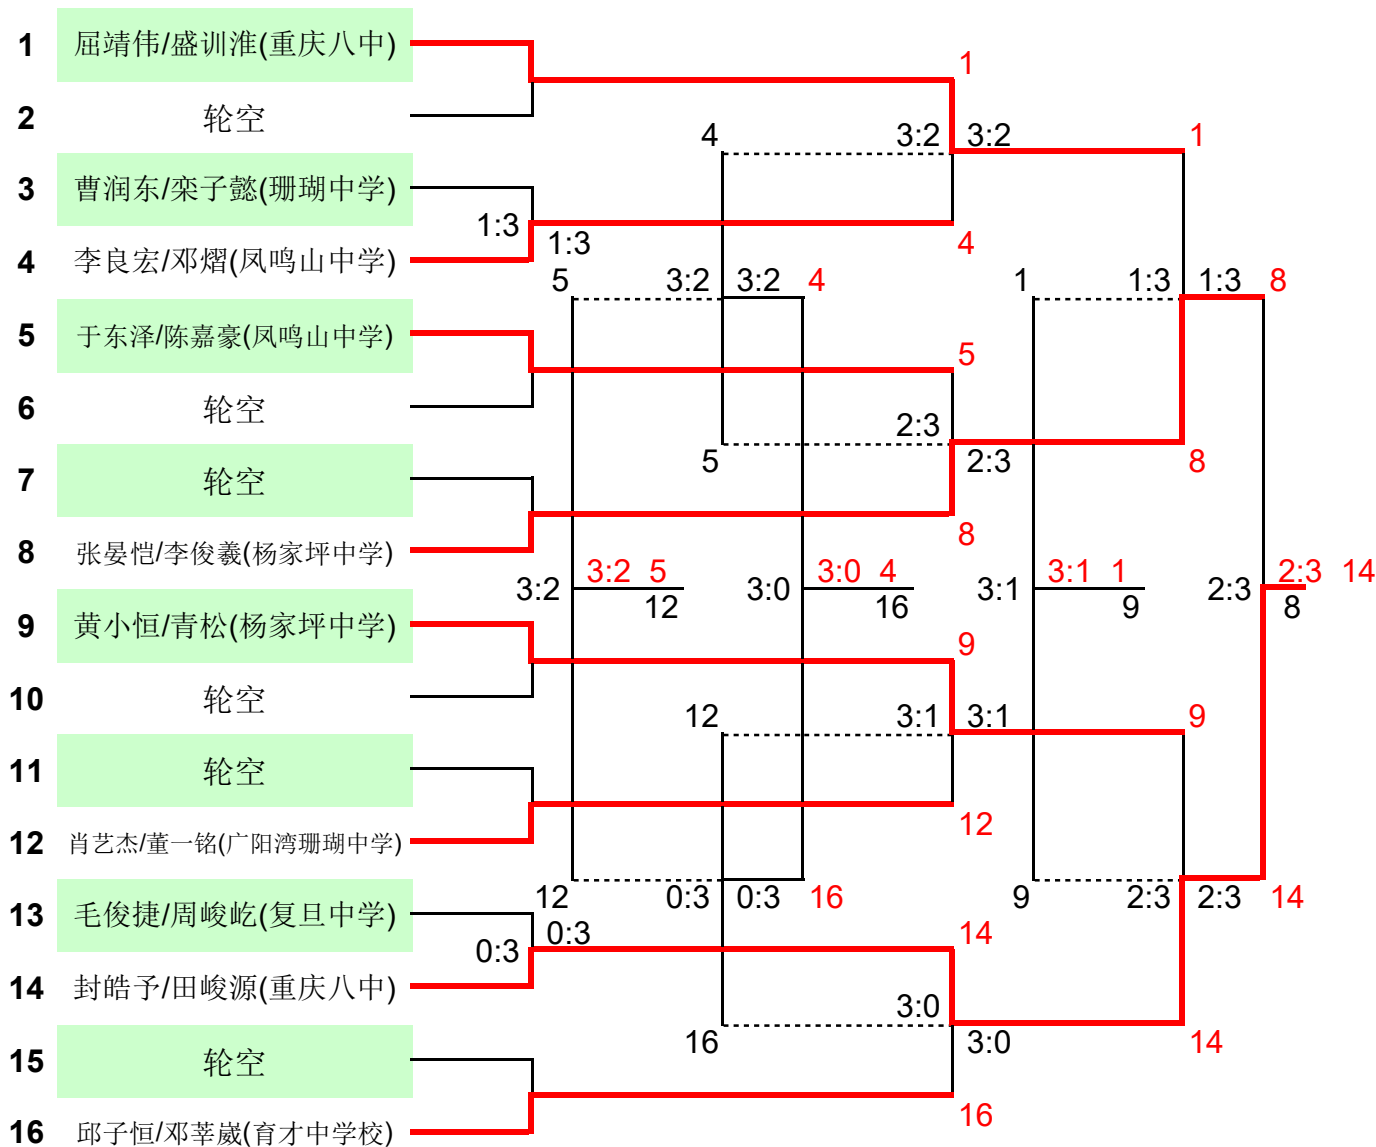 1 屈靖伟/盛训淮(重庆八中) 1
2 轮空 4 3:2 3:2 1
3 曹润东/栾子懿(珊瑚中学)
1:3 1:3 4
4 李良宏/邓熠(凤鸣山中学) 5 3:2 3:2 4 1 1:3 1:3 8
5 于东泽/陈嘉豪(凤鸣山中学) 5
6 轮空 2:3
7 轮空 5 2:3 8
8 张晏恺/李俊羲(杨家坪中学) 8
3:2 3:2 5 3:0 3:0 4 3:1 3:1 1 2:3 2:3 14
12 16 9 8
9 黄小恒/青松(杨家坪中学) 9
10 轮空 12 3:1 3:1 9
11 轮空
12 肖艺杰/董一铭(广阳湾珊瑚中学) 12
12 0:3 0:3 16 9 2:3 2:3 14
13 毛俊捷/周峻屹(复旦中学) 14
0:3 0:3
14 封皓予/田峻源(重庆八中) 3:0
16 3:0 14
15 轮空
16
16 邱子恒/邓莘崴(育才中学校)